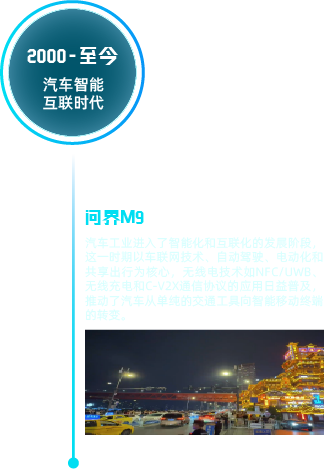 2000-至今
汽车智能
互联时代
问界M9
汽车工业进入了智能化和互联化的发展阶段，
这一时期以车联网技术、自动驾驶、电动化和
共享出行为核心，无线电技术如NFC/UWB、
无线充电和C-V2X通信协议的应用日益普及，
推动了汽车从单纯的交通工具向智能移动终端
的转变。